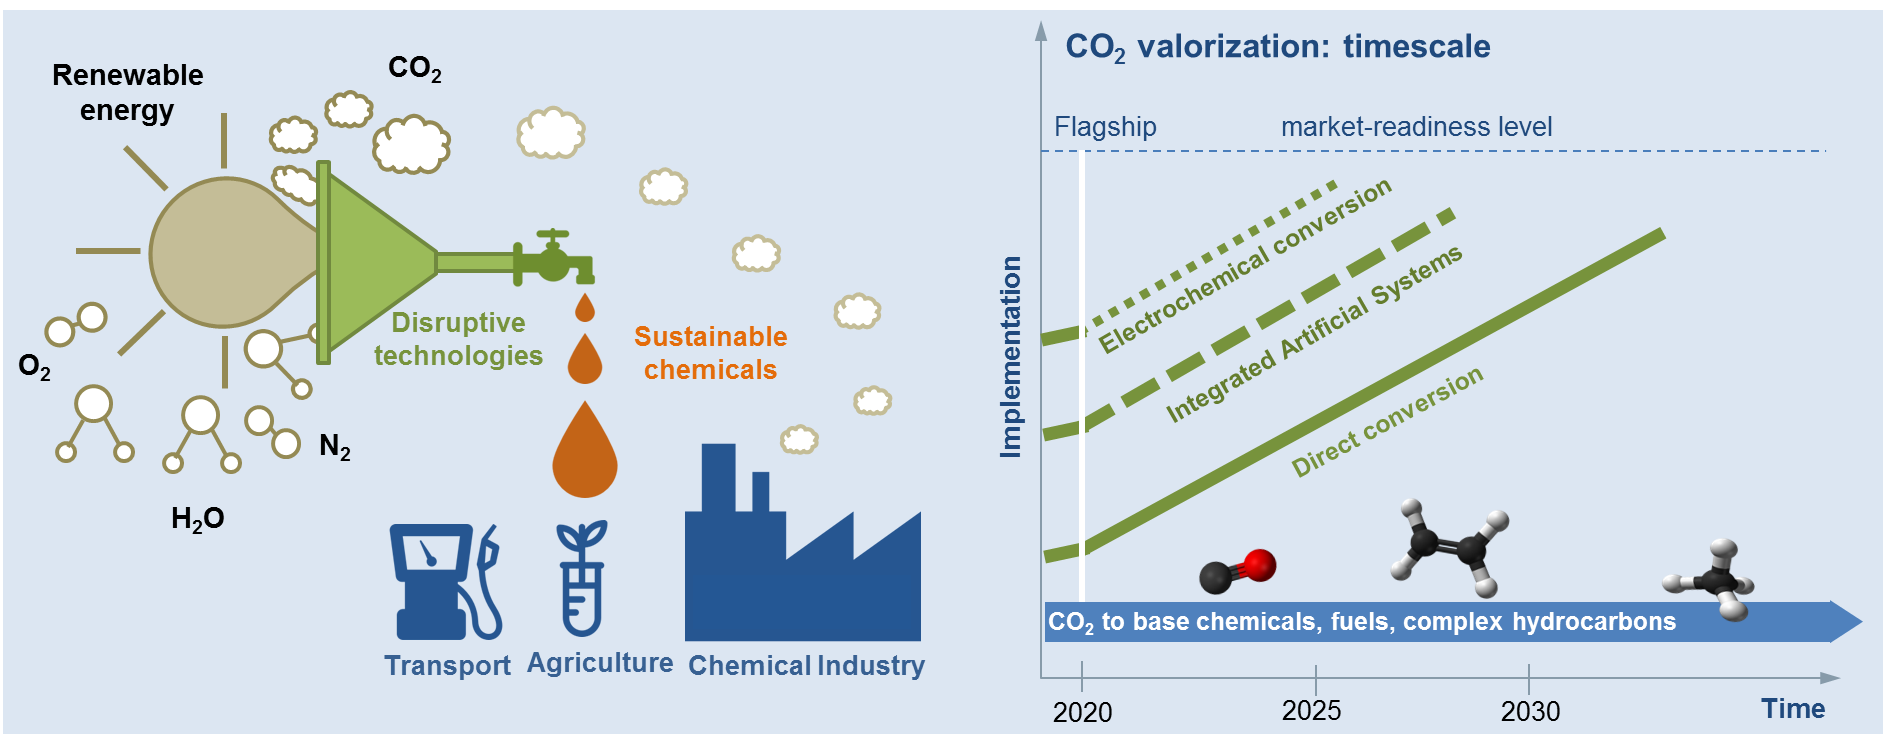 Renewable
energy
CO₂
O₂
N₂
H₂O
Disruptive
technologies
Sustainable
chemicals
Transport
Agriculture
Chemical Industry
CO₂ valorization: timescale
Flagship
market-readiness level
Implementation
Electrochemical conversion
Integrated Artificial Systems
Direct conversion
CO₂ to base chemicals, fuels, complex hydrocarbons
2020
2025
2030
Time